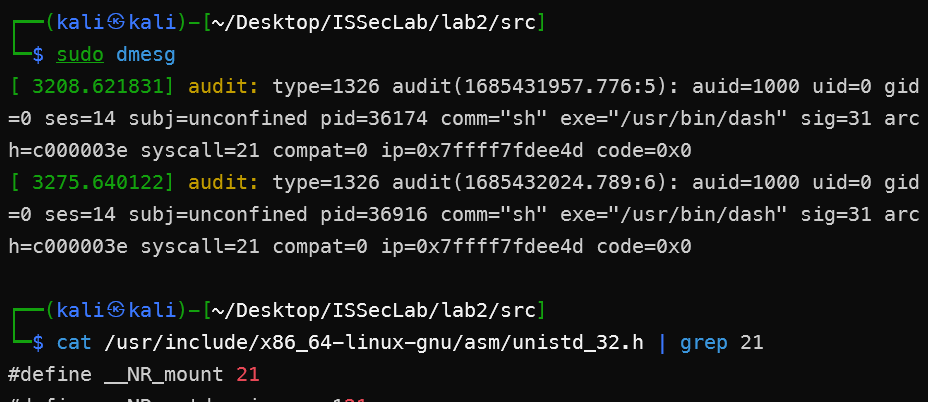 ┌──(kali㉿kali)-[~/Desktop/ISSecLab/lab2/src]
└─$ sudo dmesg
[ 3208.621831] audit: type=1326 audit(1685431957.776:5): auid=1000 uid=0 gid
=0 ses=14 subj=unconfined pid=36174 comm="sh" exe="/usr/bin/dash" sig=31 arc
h=c000003e syscall=21 compat=0 ip=0x7ffff7fdee4d code=0x0
[ 3275.640122] audit: type=1326 audit(1685432024.789:6): auid=1000 uid=0 gid
=0 ses=14 subj=unconfined pid=36916 comm="sh" exe="/usr/bin/dash" sig=31 arc
h=c000003e syscall=21 compat=0 ip=0x7ffff7fdee4d code=0x0
┌──(kali㉿kali)-[~/Desktop/ISSecLab/lab2/src]
└─$ cat /usr/include/x86_64-linux-gnu/asm/unistd_32.h | grep 21
#define __NR_mount 21